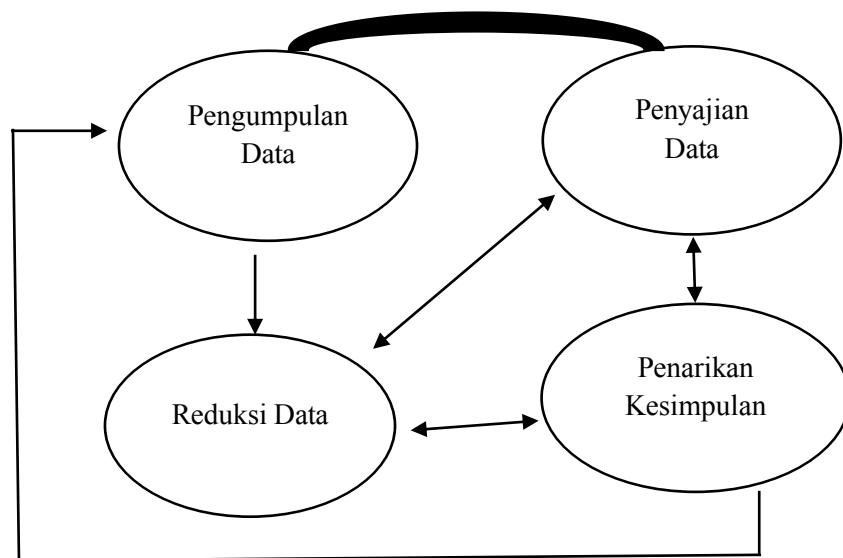 Pengumpulan
Data
Penyajian
Data
Reduksi Data
Penarikan
Kesimpulan